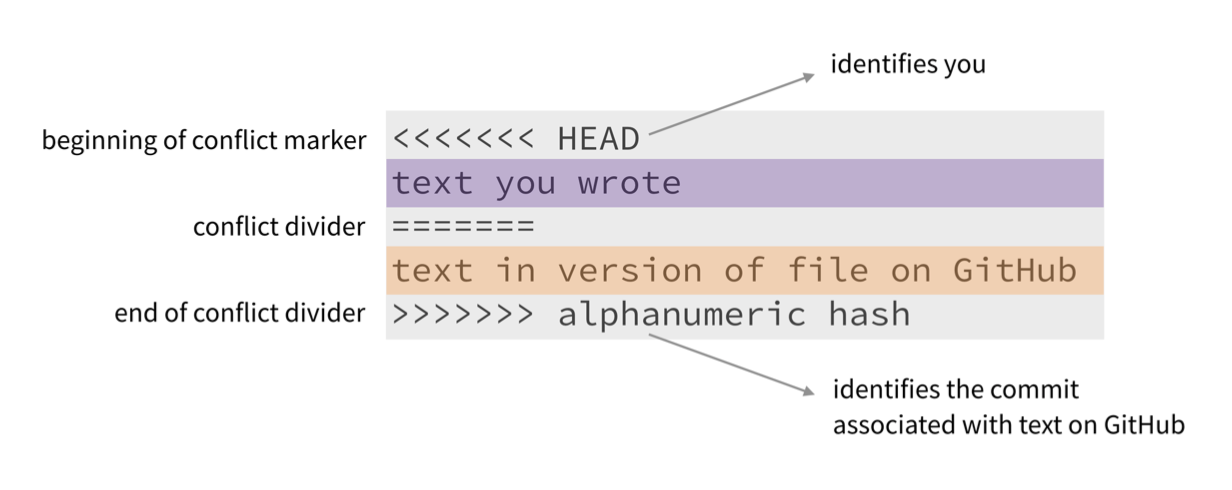 identifies you
beginning of conflict marker <<<<<<< HEAD
text you wrote
conflict divider =======
text in version of file on GitHub
end of conflict divider >>>>>>> alphanumeric hash
identifies the commit
associated with text on GitHub